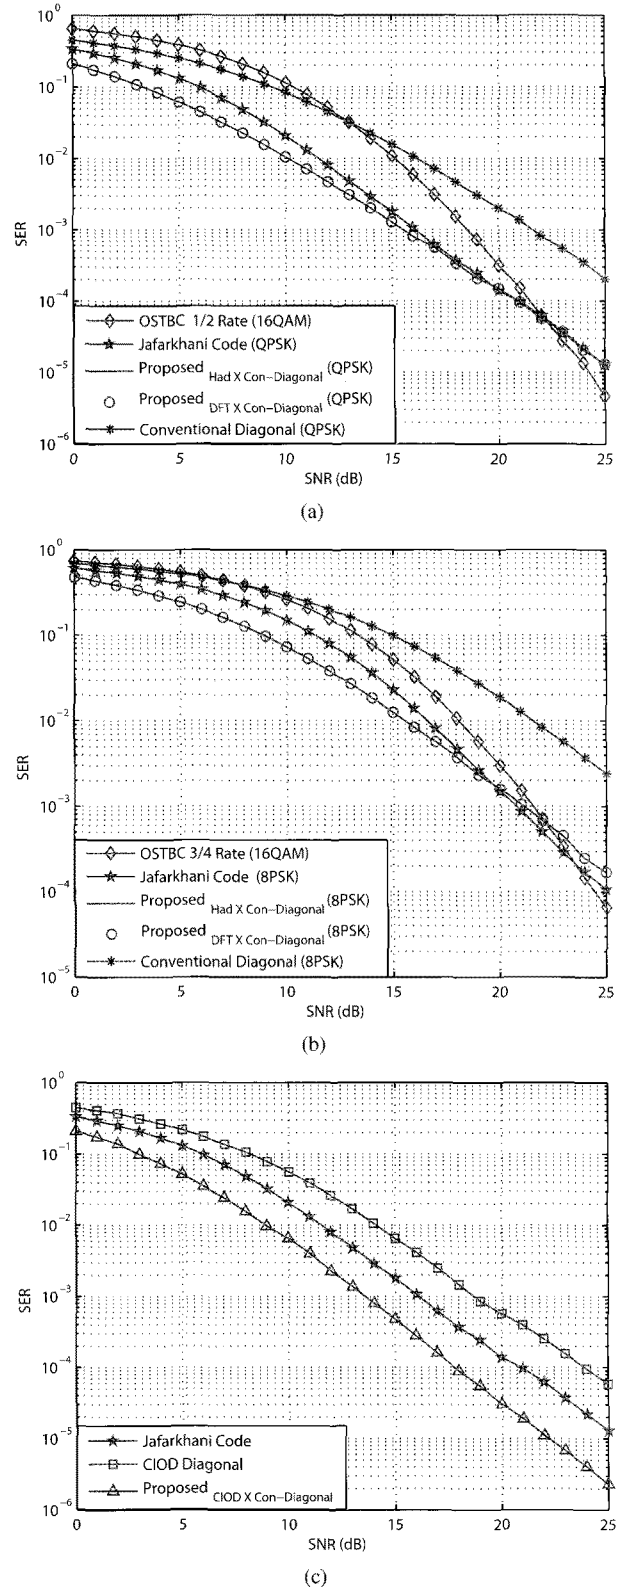 10^0
10^-1
10^-2
10^-3
10^-4
10^-5
10^-6
SER
OSTBC 1/2 Rate (16QAM)
Jafarkhani Code (QPSK)
Proposed Had X Con-Diagonal (QPSK)
Proposed DFT X Con-Diagonal (QPSK)
Conventional Diagonal (QPSK)
0 5 10 15 20 25
SNR (dB)
(a)
10^0
10^-1
10^-2
10^-3
10^-4
10^-5
SER
OSTBC 3/4 Rate (16QAM)
Jafarkhani Code (8PSK)
Proposed Had X Con-Diagonal (8PSK)
Proposed DFT X Con-Diagonal (8PSK)
Conventional Diagonal (8PSK)
0 5 10 15 20 25
SNR (dB)
(b)
10^0
10^-1
10^-2
10^-3
10^-4
10^-5
10^-6
SER
Jafarkhani Code
CIOD Diagonal
Proposed CIOD X Con-Diagonal
0 5 10 15 20 25
SNR (dB)
(c)